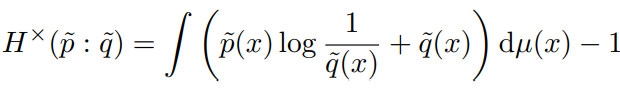 H^×(p̃ : q̃) = ∫ ( p̃(x) log 1/q̃(x) + q̃(x) ) dμ(x) − 1